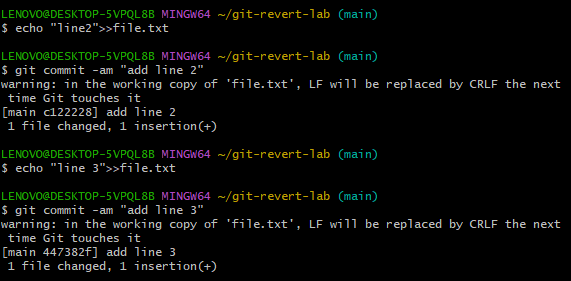 LENOVO@DESKTOP-5VPQL8B MINGW64 ~/git-revert-lab (main)
$ echo "line2">>file.txt
LENOVO@DESKTOP-5VPQL8B MINGW64 ~/git-revert-lab (main)
$ git commit -am "add line 2"
warning: in the working copy of 'file.txt', LF will be replaced by CRLF the next
 time Git touches it
[main c122228] add line 2
 1 file changed, 1 insertion(+)
LENOVO@DESKTOP-5VPQL8B MINGW64 ~/git-revert-lab (main)
$ echo "line 3">>file.txt
LENOVO@DESKTOP-5VPQL8B MINGW64 ~/git-revert-lab (main)
$ git commit -am "add line 3"
warning: in the working copy of 'file.txt', LF will be replaced by CRLF the next
 time Git touches it
[main 447382f] add line 3
 1 file changed, 1 insertion(+)